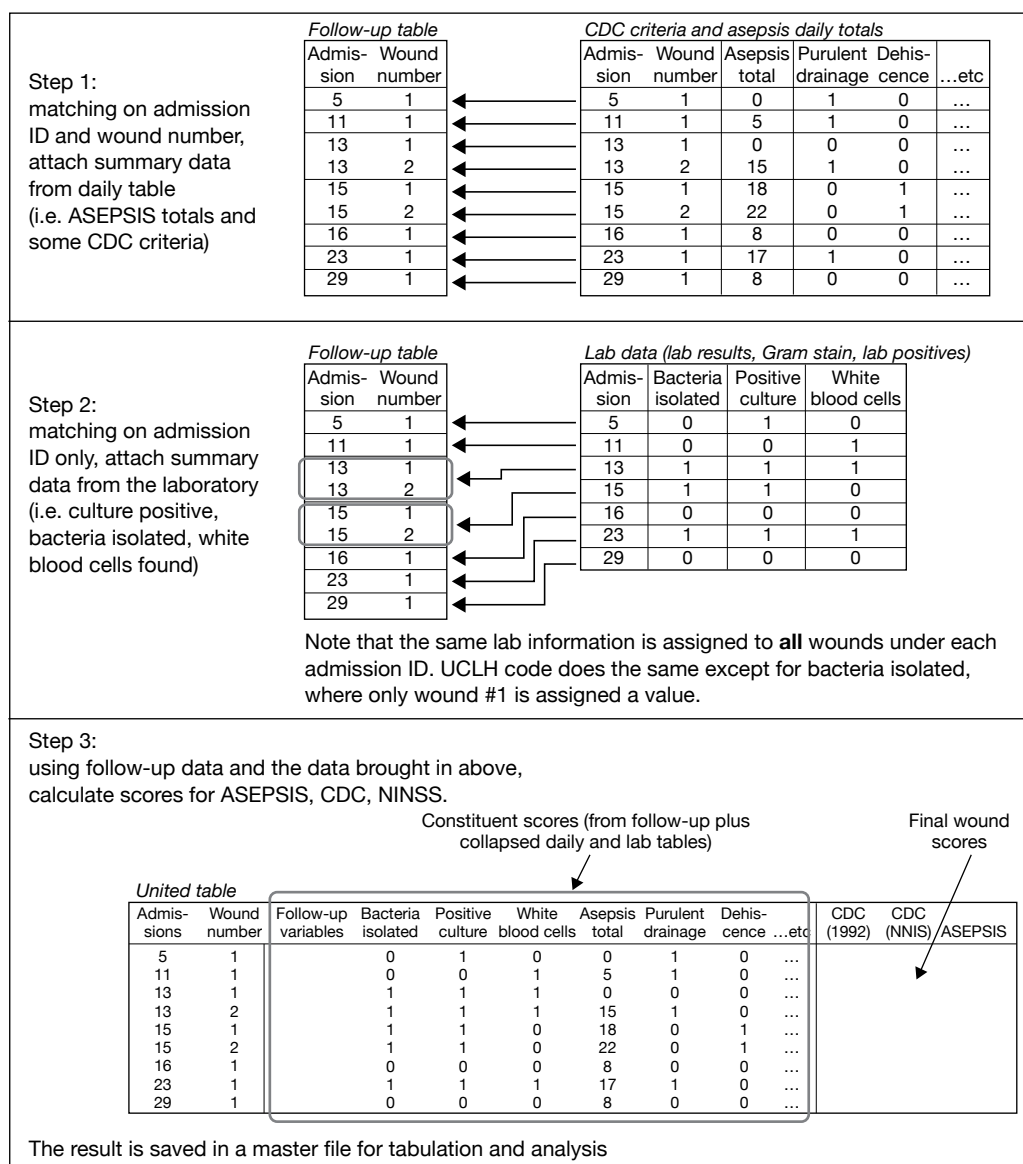 Step 1:
matching on admission
ID and wound number,
attach summary data
from daily table
(i.e. ASEPSIS totals and
some CDC criteria)
Follow-up table
Admis- Wound
sion number
5 1
11 1
13 1
13 2
15 1
15 2
16 1
23 1
29 1
CDC criteria and asepsis daily totals
Admis- Wound Asepsis Purulent Dehis-
sion number total drainage cence ...etc
5 1 0 1 0 ...
11 1 5 1 0 ...
13 1 0 0 0 ...
13 2 15 1 0 ...
15 1 18 0 1 ...
15 2 22 0 1 ...
16 1 8 0 0 ...
23 1 17 1 0 ...
29 1 8 0 0 ...
Step 2:
matching on admission
ID only, attach summary
data from the laboratory
(i.e. culture positive,
bacteria isolated, white
blood cells found)
Follow-up table
Admis- Wound
sion number
5 1
11 1
13 1
13 2
15 1
15 2
16 1
23 1
29 1
Lab data (lab results, Gram stain, lab positives)
Admis- Bacteria Positive White
sion isolated culture blood cells
5 0 1 0
11 0 0 1
13 1 1 1
15 1 1 0
16 0 0 0
23 1 1 1
29 0 0 0
Note that the same lab information is assigned to all wounds under each
admission ID. UCLH code does the same except for bacteria isolated,
where only wound #1 is assigned a value.
Step 3:
using follow-up data and the data brought in above,
calculate scores for ASEPSIS, CDC, NINSS.
Constituent scores (from follow-up plus
collapsed daily and lab tables)
Final wound
scores
United table
Admis- Wound Follow-up Bacteria Positive White Asepsis Purulent Dehis- CDC CDC
sions number variables isolated culture blood cells total drainage cence ...etc (1992) (NNIS) ASEPSIS
5 1 0 1 0 0 1 0 ...
11 1 0 0 1 5 1 0 ...
13 1 1 1 1 0 0 0 ...
13 2 1 1 1 15 1 0 ...
15 1 1 1 0 18 0 1 ...
15 2 1 1 0 22 0 1 ...
16 1 0 0 0 8 0 0 ...
23 1 1 1 1 17 1 0 ...
29 1 0 0 0 8 0 0 ...
The result is saved in a master file for tabulation and analysis